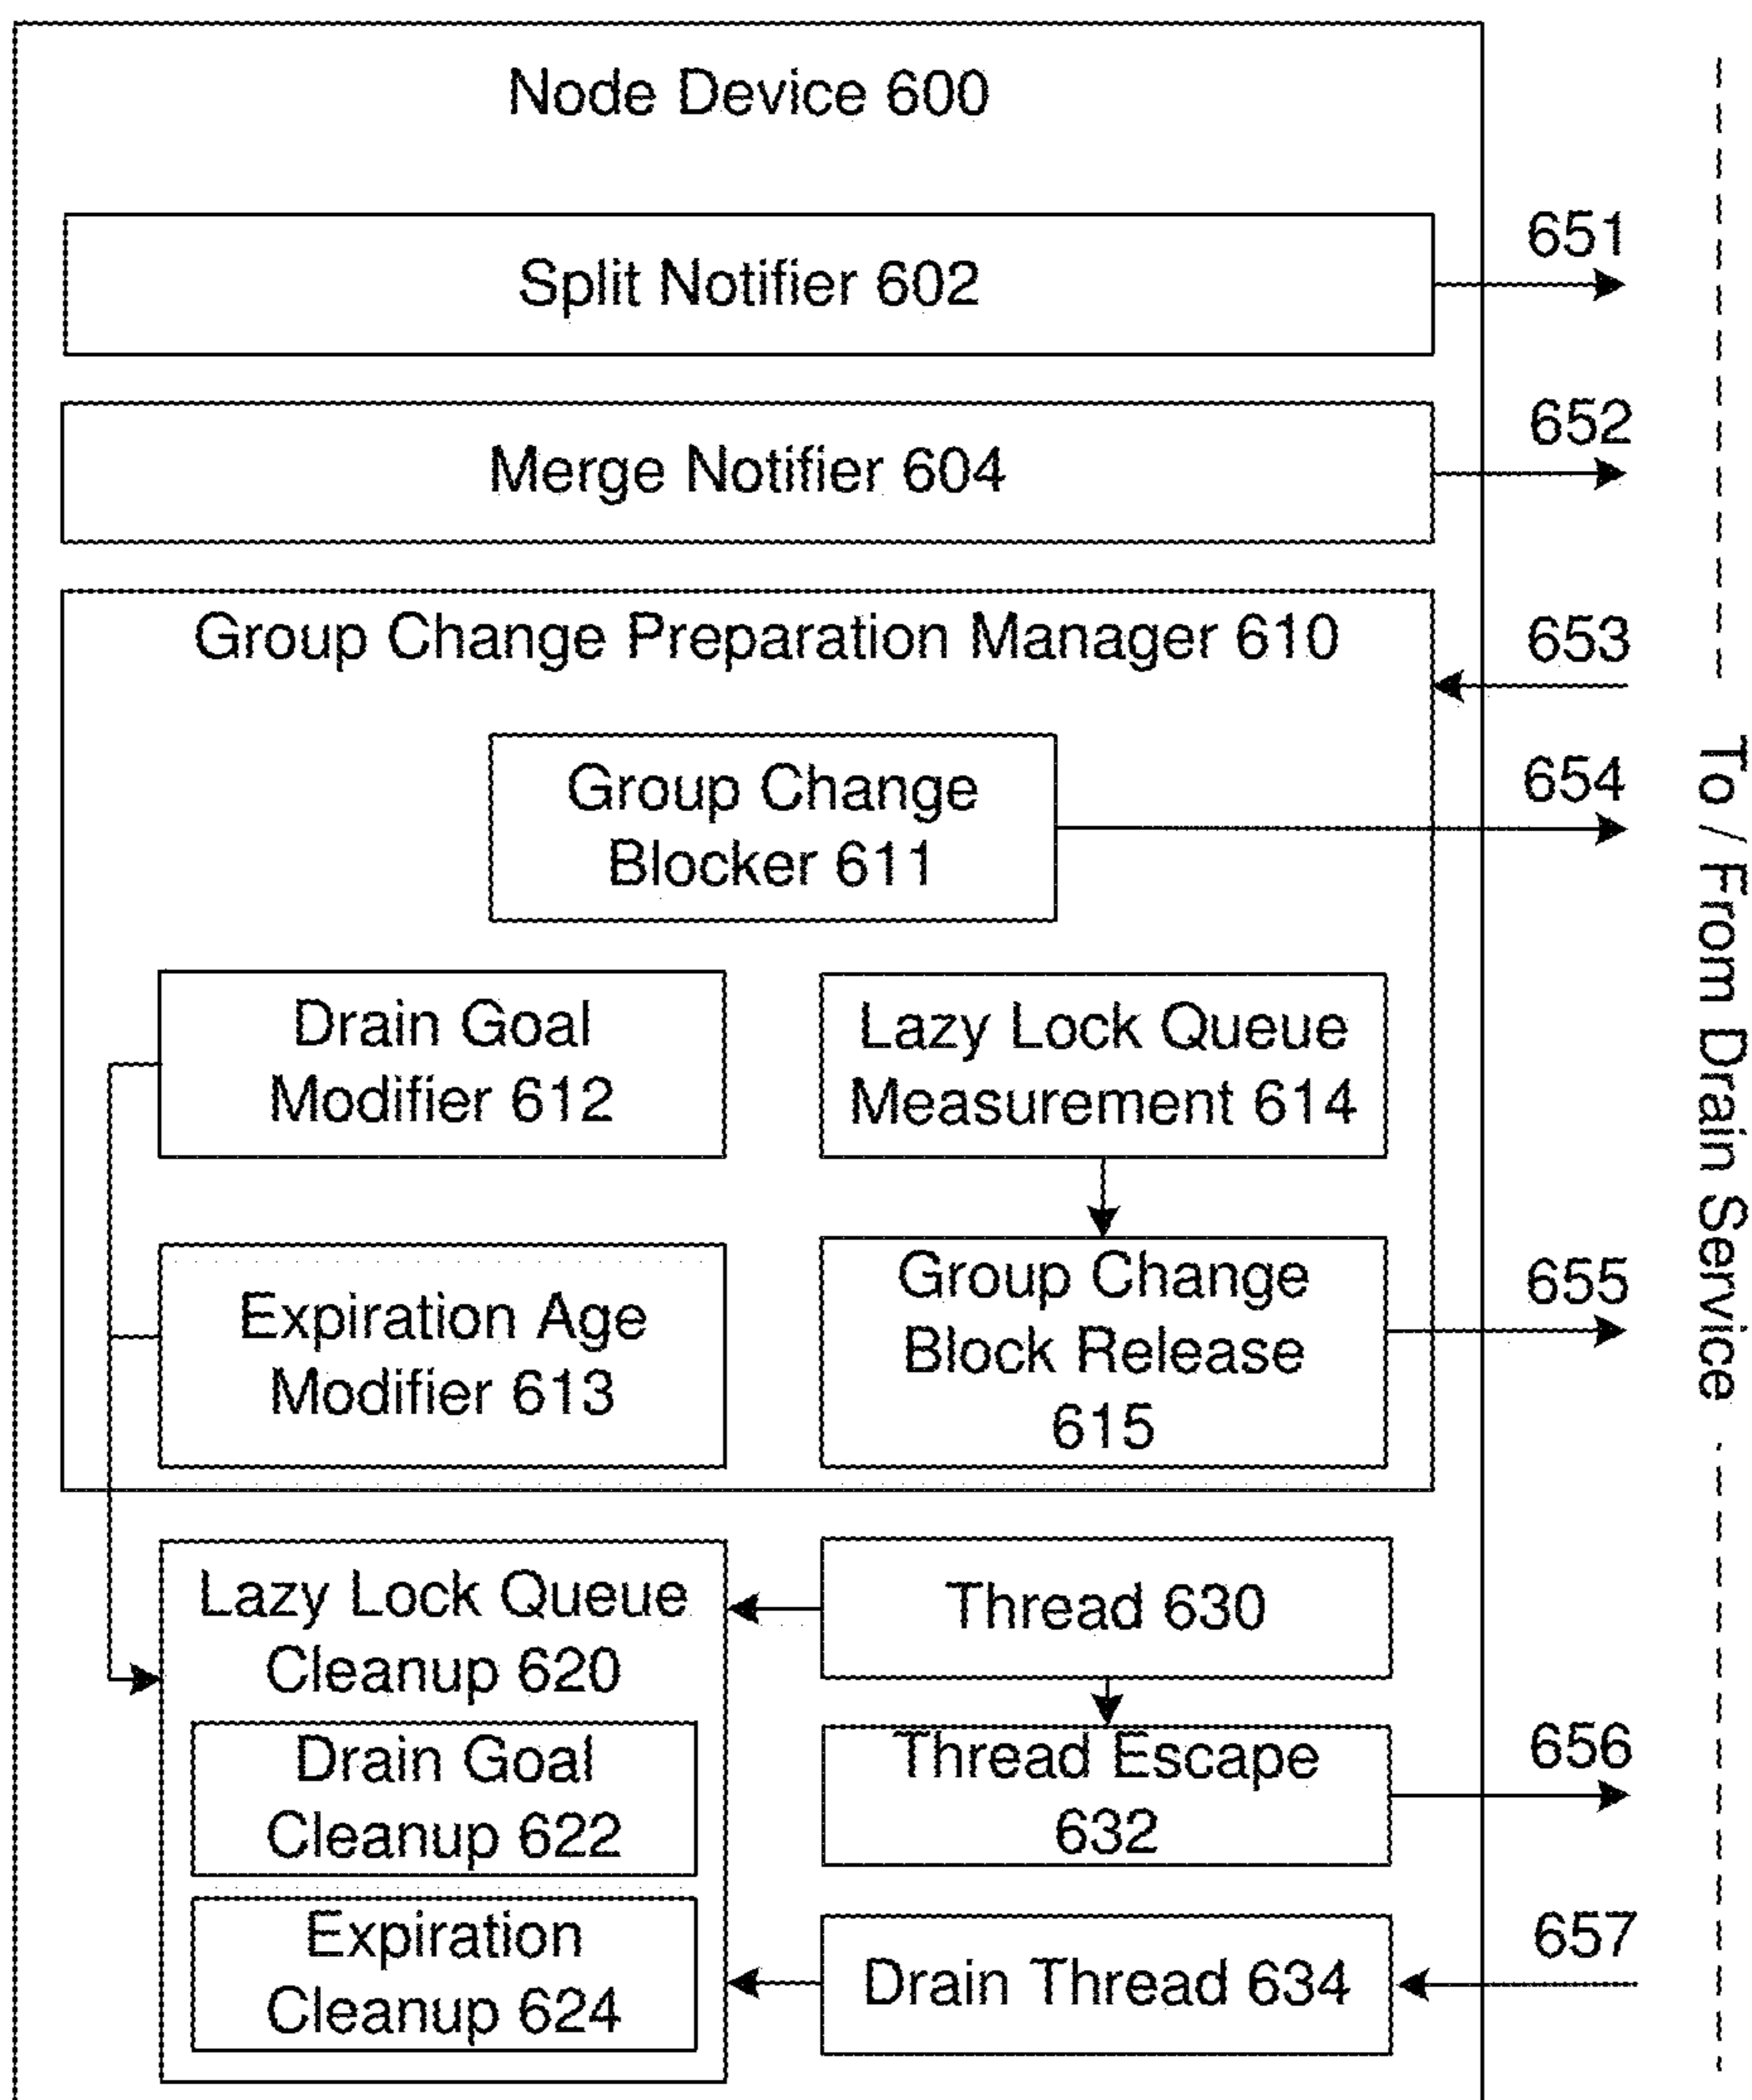 Node Device 600
651
Split Notifier 602
652
Merge Notifier 604
Group Change Preparation Manager 610
653
Group Change
Blocker 611
654
Drain Goal
Modifier 612
Lazy Lock Queue
Measurement 614
Expiration Age
Modifier 613
Group Change
Block Release
615
655
Lazy Lock Queue
Cleanup 620
Thread 630
Drain Goal
Cleanup 622
Thread Escape
632
656
Expiration
Cleanup 624
Drain Thread 634
657
To / From Drain Service